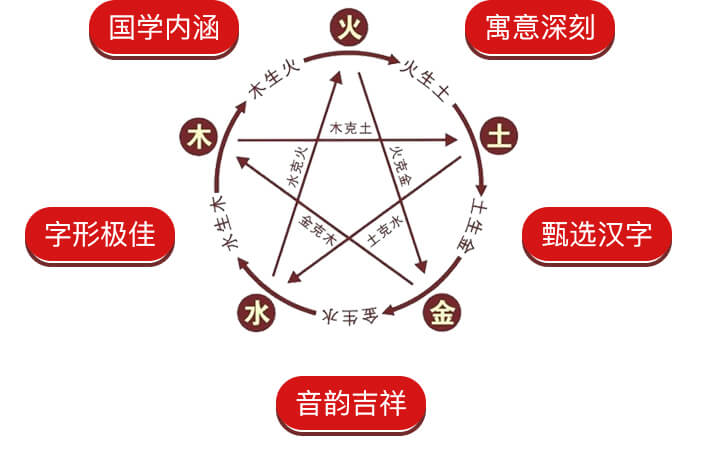 国学内涵
火
寓意深刻
木生火
火生土
木
木克土
土
水克火
火克金
字形极佳
水生木
金克木
土克水
土生金
甄选汉字
水
金生水
金
音韵吉祥